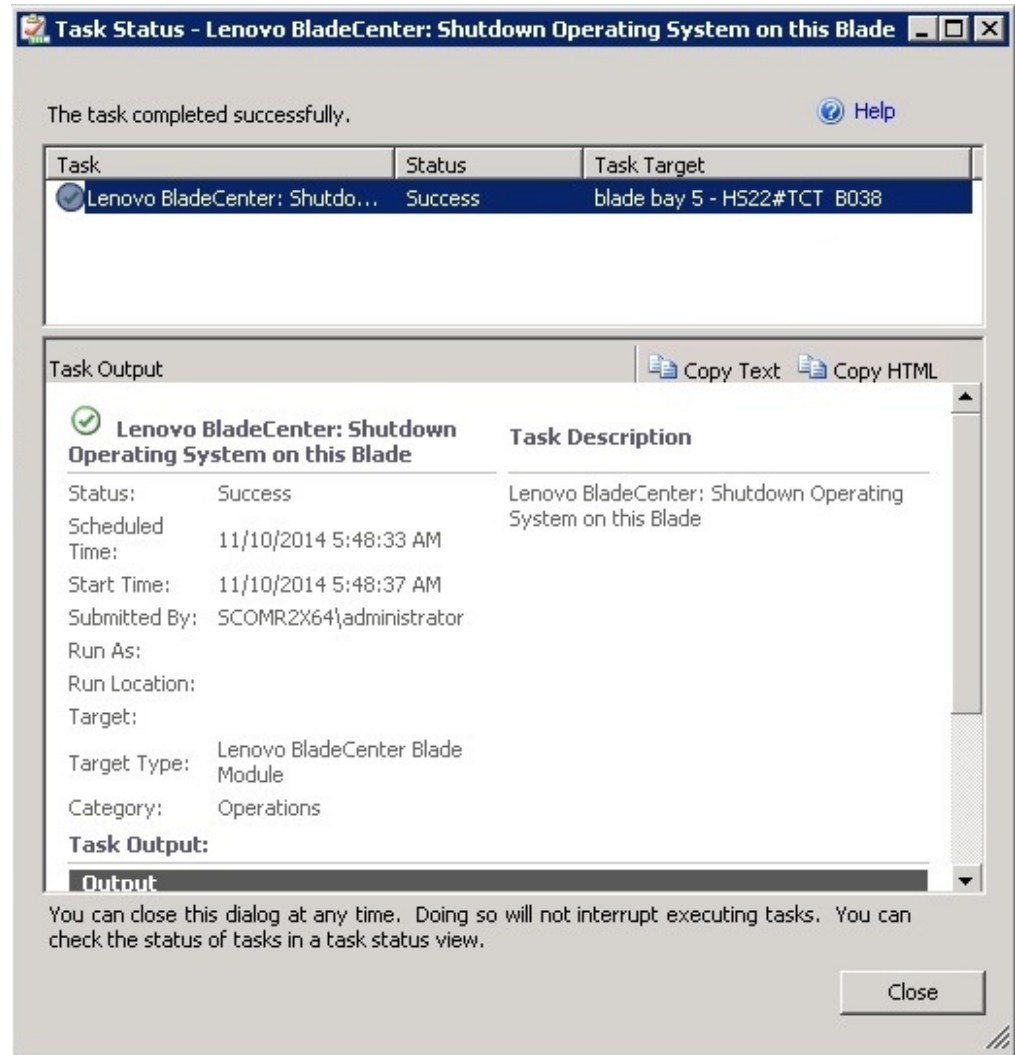 Task Status - Lenovo BladeCenter: Shutdown Operating System on this Blade
The task completed successfully.
Help
Task Status Task Target
Lenovo BladeCenter: Shutdo... Success blade bay 5 - HS22#TCT B038
Task Output
Copy Text Copy HTML
Lenovo BladeCenter: Shutdown
Operating System on this Blade
Task Description
Status: Success
Lenovo BladeCenter: Shutdown Operating
System on this Blade
Scheduled
Time: 11/10/2014 5:48:33 AM
Start Time: 11/10/2014 5:48:37 AM
Submitted By: SCOMR2X64\administrator
Run As:
Run Location:
Target:
Target Type: Lenovo BladeCenter Blade
Module
Category: Operations
Task Output:
Output
You can close this dialog at any time. Doing so will not interrupt executing tasks. You can
check the status of tasks in a task status view.
Close